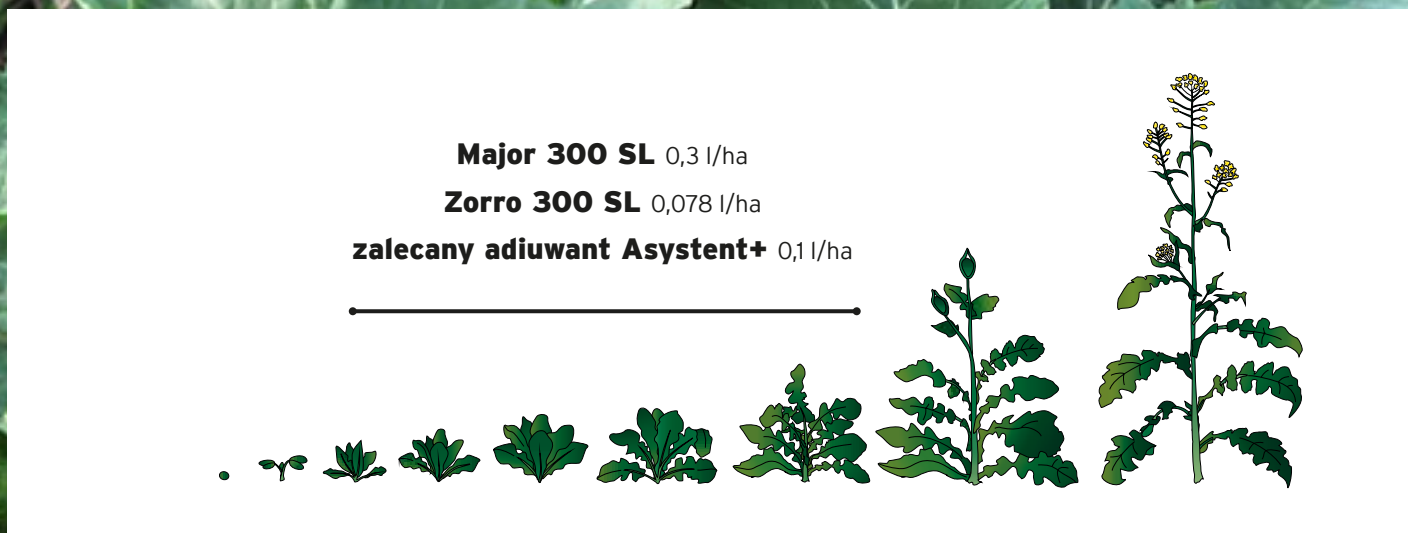 Major 300 SL 0,3 l/ha
Zorro 300 SL 0,078 l/ha
zalecany adiuwant Asystent+ 0,1 l/ha